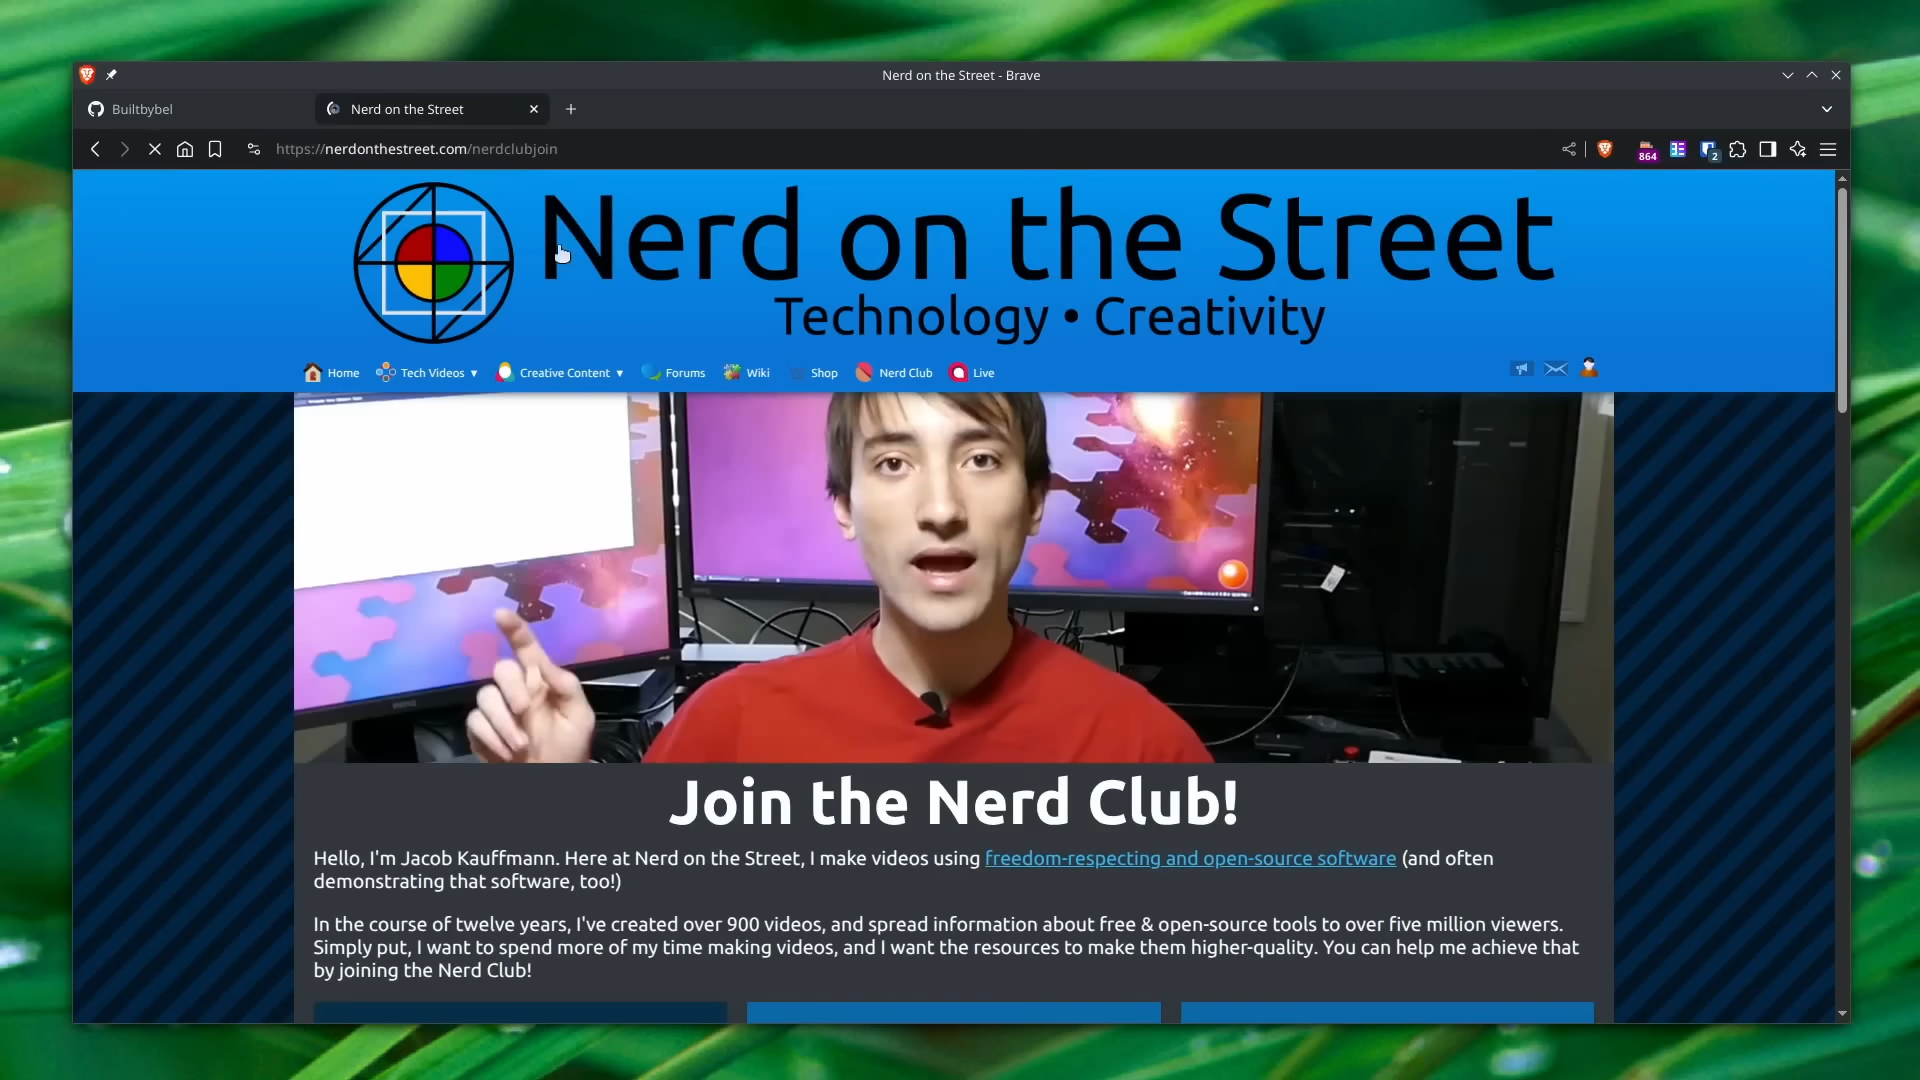 Nerd on the Street - Brave
Builtbybel
Nerd on the Street
https://nerdonthestreet.com/nerdclubjoin
864
2
Nerd on the Street
Technology • Creativity
Home
Tech Videos ▾
Creative Content ▾
Forums
Wiki
Shop
Nerd Club
Live
Join the Nerd Club!
Hello, I'm Jacob Kauffmann. Here at Nerd on the Street, I make videos using freedom-respecting and open-source software (and often
demonstrating that software, too!)
In the course of twelve years, I've created over 900 videos, and spread information about free & open-source tools to over five million viewers.
Simply put, I want to spend more of my time making videos, and I want the resources to make them higher-quality. You can help me achieve that
by joining the Nerd Club!